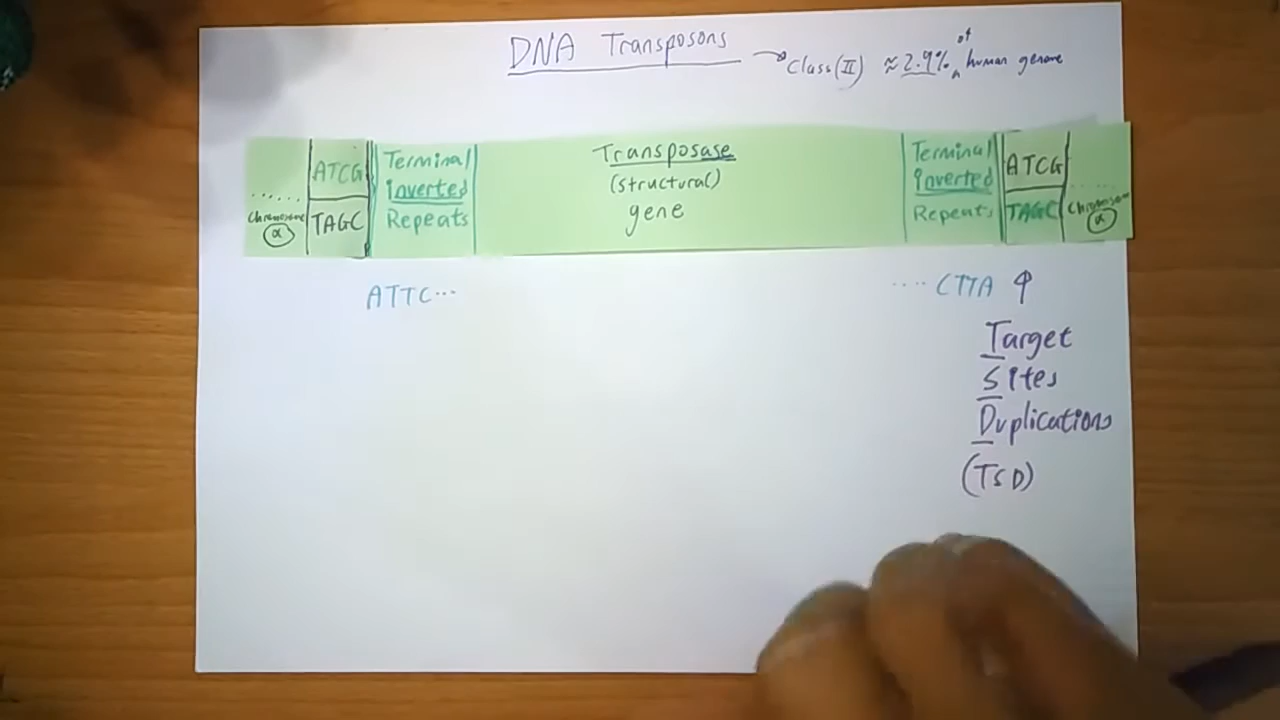 DNA Transposons
Class(II) ≈ 2.9% of human genome
ATCG
TAGC
Chromosome
α
Terminal
inverted
Repeats
Transposase
(structural)
gene
Terminal
inverted
Repeats
ATCG
TAGC
Chromosome
α
ATTC...
.... CTTA
Target
Sites
Duplications
(TSD)